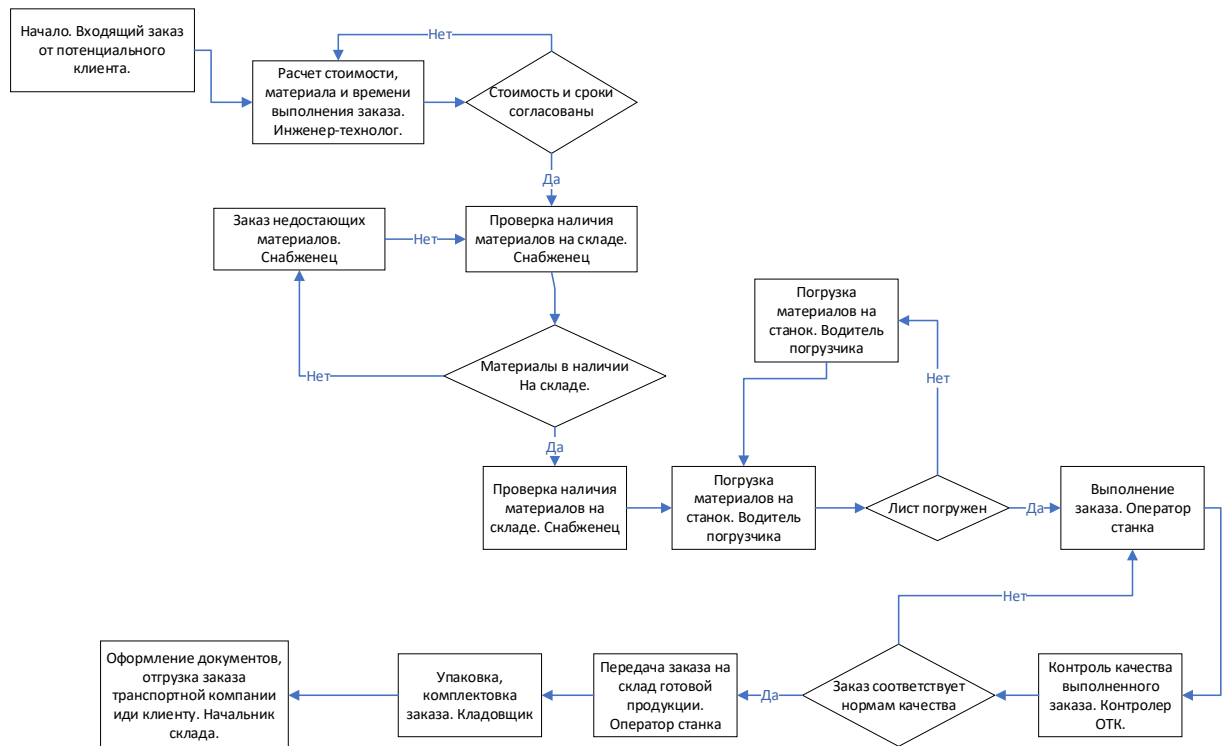 Начало. Входящий заказ
от потенциального
клиента.
Нет
Расчет стоимости,
материала и времени
выполнения заказа.
Инженер-технолог.
Стоимость и сроки
согласованы
Да
Заказ недостающих
материалов.
Снабженец
Нет
Проверка наличия
материалов на складе.
Снабженец
Материалы в наличии
На складе.
Нет
Да
Погрузка
материалов на
станок. Водитель
погрузчика
Нет
Проверка наличия
материалов на
складе. Снабженец
Погрузка
материалов на
станок. Водитель
погрузчика
Лист погружен
Да
Выполнение
заказа. Оператор
станка
Нет
Контроль качества
выполненного
заказа. Контролер
ОТК.
Заказ соответствует
нормам качества
Да
Передача заказа на
склад готовой
продукции.
Оператор станка
Упаковка,
комплектовка
заказа. Кладовщик
Оформление документов,
отгрузка заказа
транспортной компании
иди клиенту. Начальник
склада.